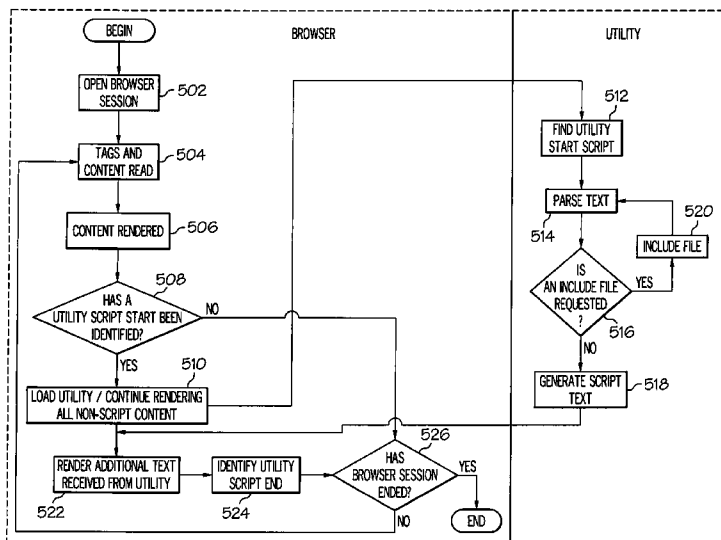 BEGIN
BROWSER
UTILITY
OPEN BROWSER
SESSION
502
512
FIND UTILITY
START SCRIPT
TAGS AND
CONTENT READ
504
PARSE TEXT
514
520
INCLUDE FILE
CONTENT RENDERED
506
508
HAS A
UTILITY SCRIPT START BEEN
IDENTIFIED?
NO
YES
IS
AN INCLUDE FILE
REQUESTED
?
YES
516
NO
510
LOAD UTILITY / CONTINUE RENDERING
ALL NON-SCRIPT CONTENT
GENERATE SCRIPT
TEXT
518
RENDER ADDITIONAL TEXT
RECEIVED FROM UTILITY
522
IDENTIFY UTILITY
SCRIPT END
524
526
HAS
BROWSER SESSION
ENDED?
YES
NO
END